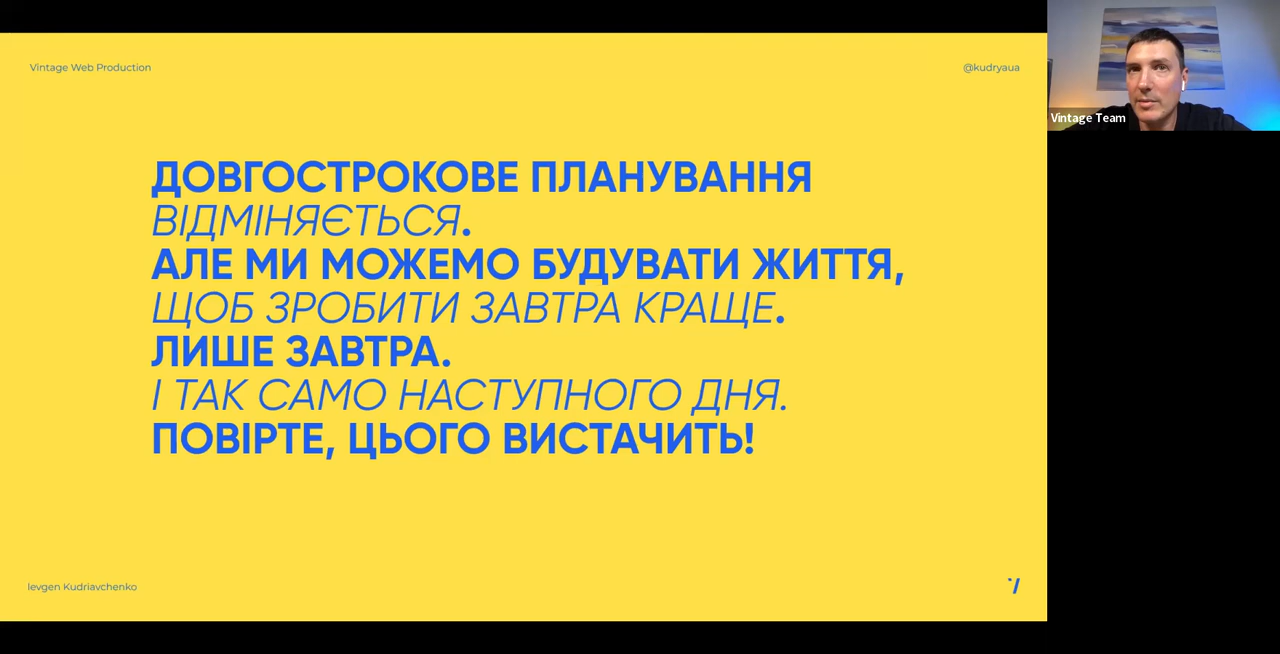 Vintage Web Production
@kudryaua
Vintage Team
ДОВГОСТРОКОВЕ ПЛАНУВАННЯ
ВІДМІНЯЄТЬСЯ.
АЛЕ МИ МОЖЕМО БУДУВАТИ ЖИТТЯ,
ЩОБ ЗРОБИТИ ЗАВТРА КРАЩЕ.
ЛИШЕ ЗАВТРА.
І ТАК САМО НАСТУПНОГО ДНЯ.
ПОВІРТЕ, ЦЬОГО ВИСТАЧИТЬ!
Ievgen Kudriavchenko